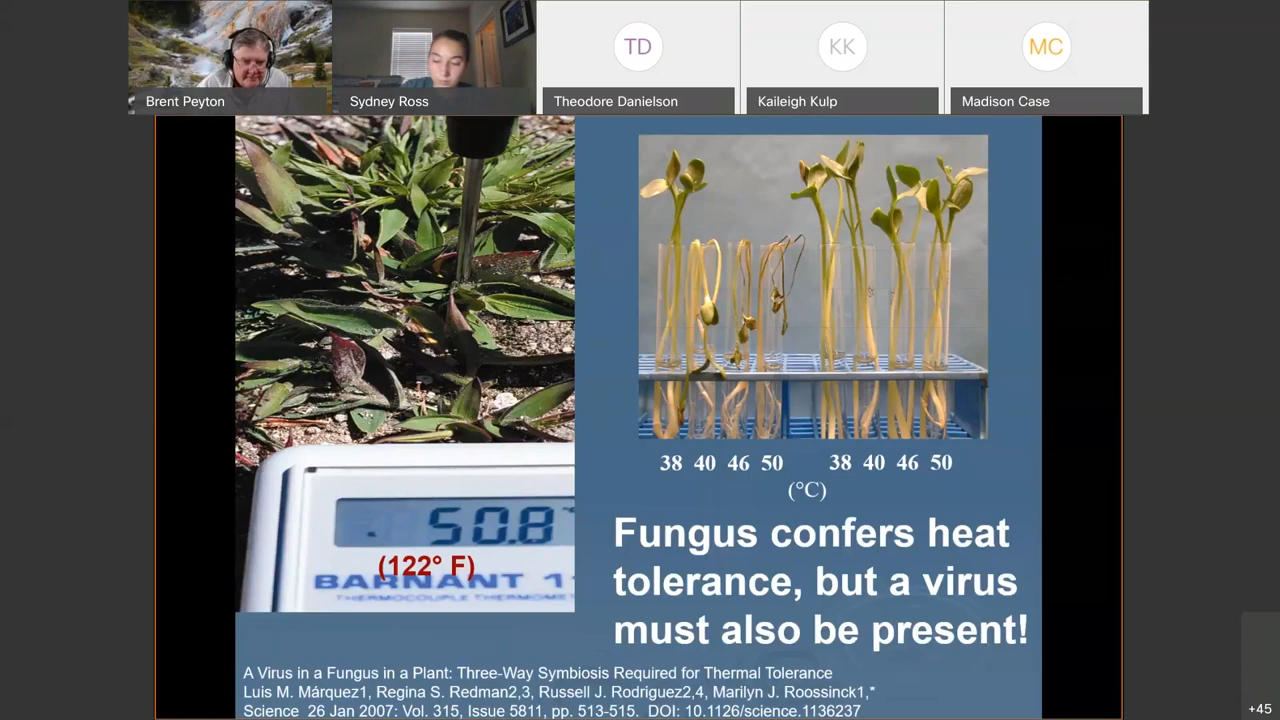 TD
KK
MC
Brent Peyton
Sydney Ross
Theodore Danielson
Kaileigh Kulp
Madison Case
38 40 46 50 38 40 46 50
(°C)
50.8
(122° F)
BARNANT
Fungus confers heat
tolerance, but a virus
must also be present!
A Virus in a Fungus in a Plant: Three-Way Symbiosis Required for Thermal Tolerance
Luis M. Márquez1, Regina S. Redman2,3, Russell J. Rodriguez2,4, Marilyn J. Roossinck1,*
Science 26 Jan 2007: Vol. 315, Issue 5811, pp. 513-515. DOI: 10.1126/science.1136237
+45